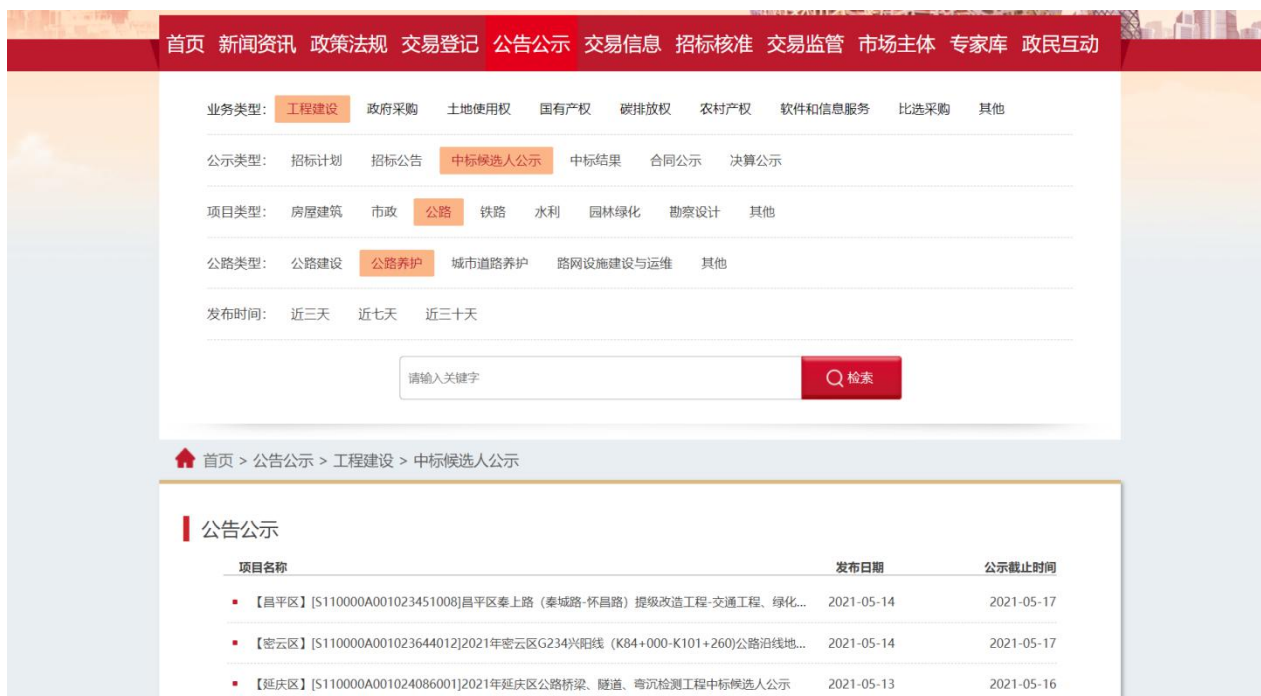 首页 新闻资讯 政策法规 交易登记 公告公示 交易信息 招标核准 交易监管 市场主体 专家库 政民互动
业务类型: 工程建设 政府采购 土地使用权 国有产权 碳排放权 农村产权 软件和信息服务 比选采购 其他
公示类型: 招标计划 招标公告 中标候选人公示 中标结果 合同公示 决算公示
项目类型: 房屋建筑 市政 公路 铁路 水利 园林绿化 勘察设计 其他
公路类型: 公路建设 公路养护 城市道路养护 路网设施建设与运维 其他
发布时间: 近三天 近七天 近三十天
请输入关键字 检索
首页 > 公告公示 > 工程建设 > 中标候选人公示
公告公示
项目名称 发布日期 公示截止时间
【昌平区】[S110000A001023451008]昌平区秦上路（秦城路-怀昌路）提级改造工程-交通工程、绿化... 2021-05-14 2021-05-17
【密云区】[S110000A001023644012]2021年密云区G234兴阳线（K84+000-K101+260)公路沿线地... 2021-05-14 2021-05-17
【延庆区】[S110000A001024086001]2021年延庆区公路桥梁、隧道、弯沉检测工程中标候选人公示 2021-05-13 2021-05-16